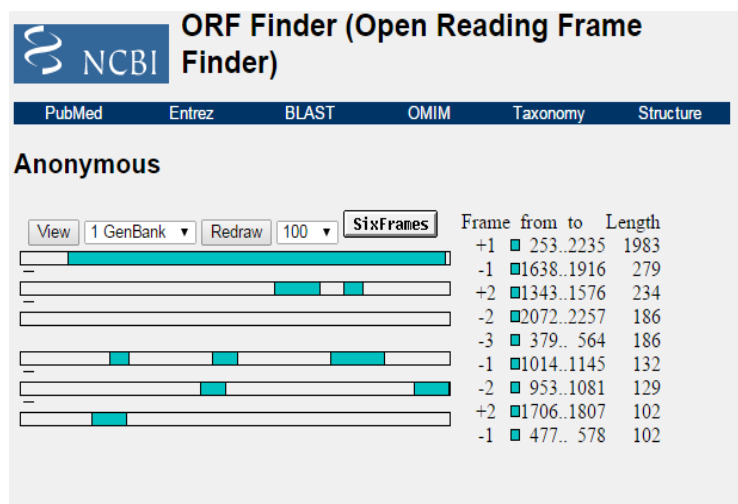 NCBI
ORF Finder (Open Reading Frame
Finder)
PubMed Entrez BLAST OMIM Taxonomy Structure
Anonymous
View 1 GenBank Redraw 100 SixFrames
Frame from to Length
+1 253..2235 1983
-1 1638..1916 279
+2 1343..1576 234
-2 2072..2257 186
-3 379.. 564 186
-1 1014..1145 132
-2 953..1081 129
+2 1706..1807 102
-1 477.. 578 102